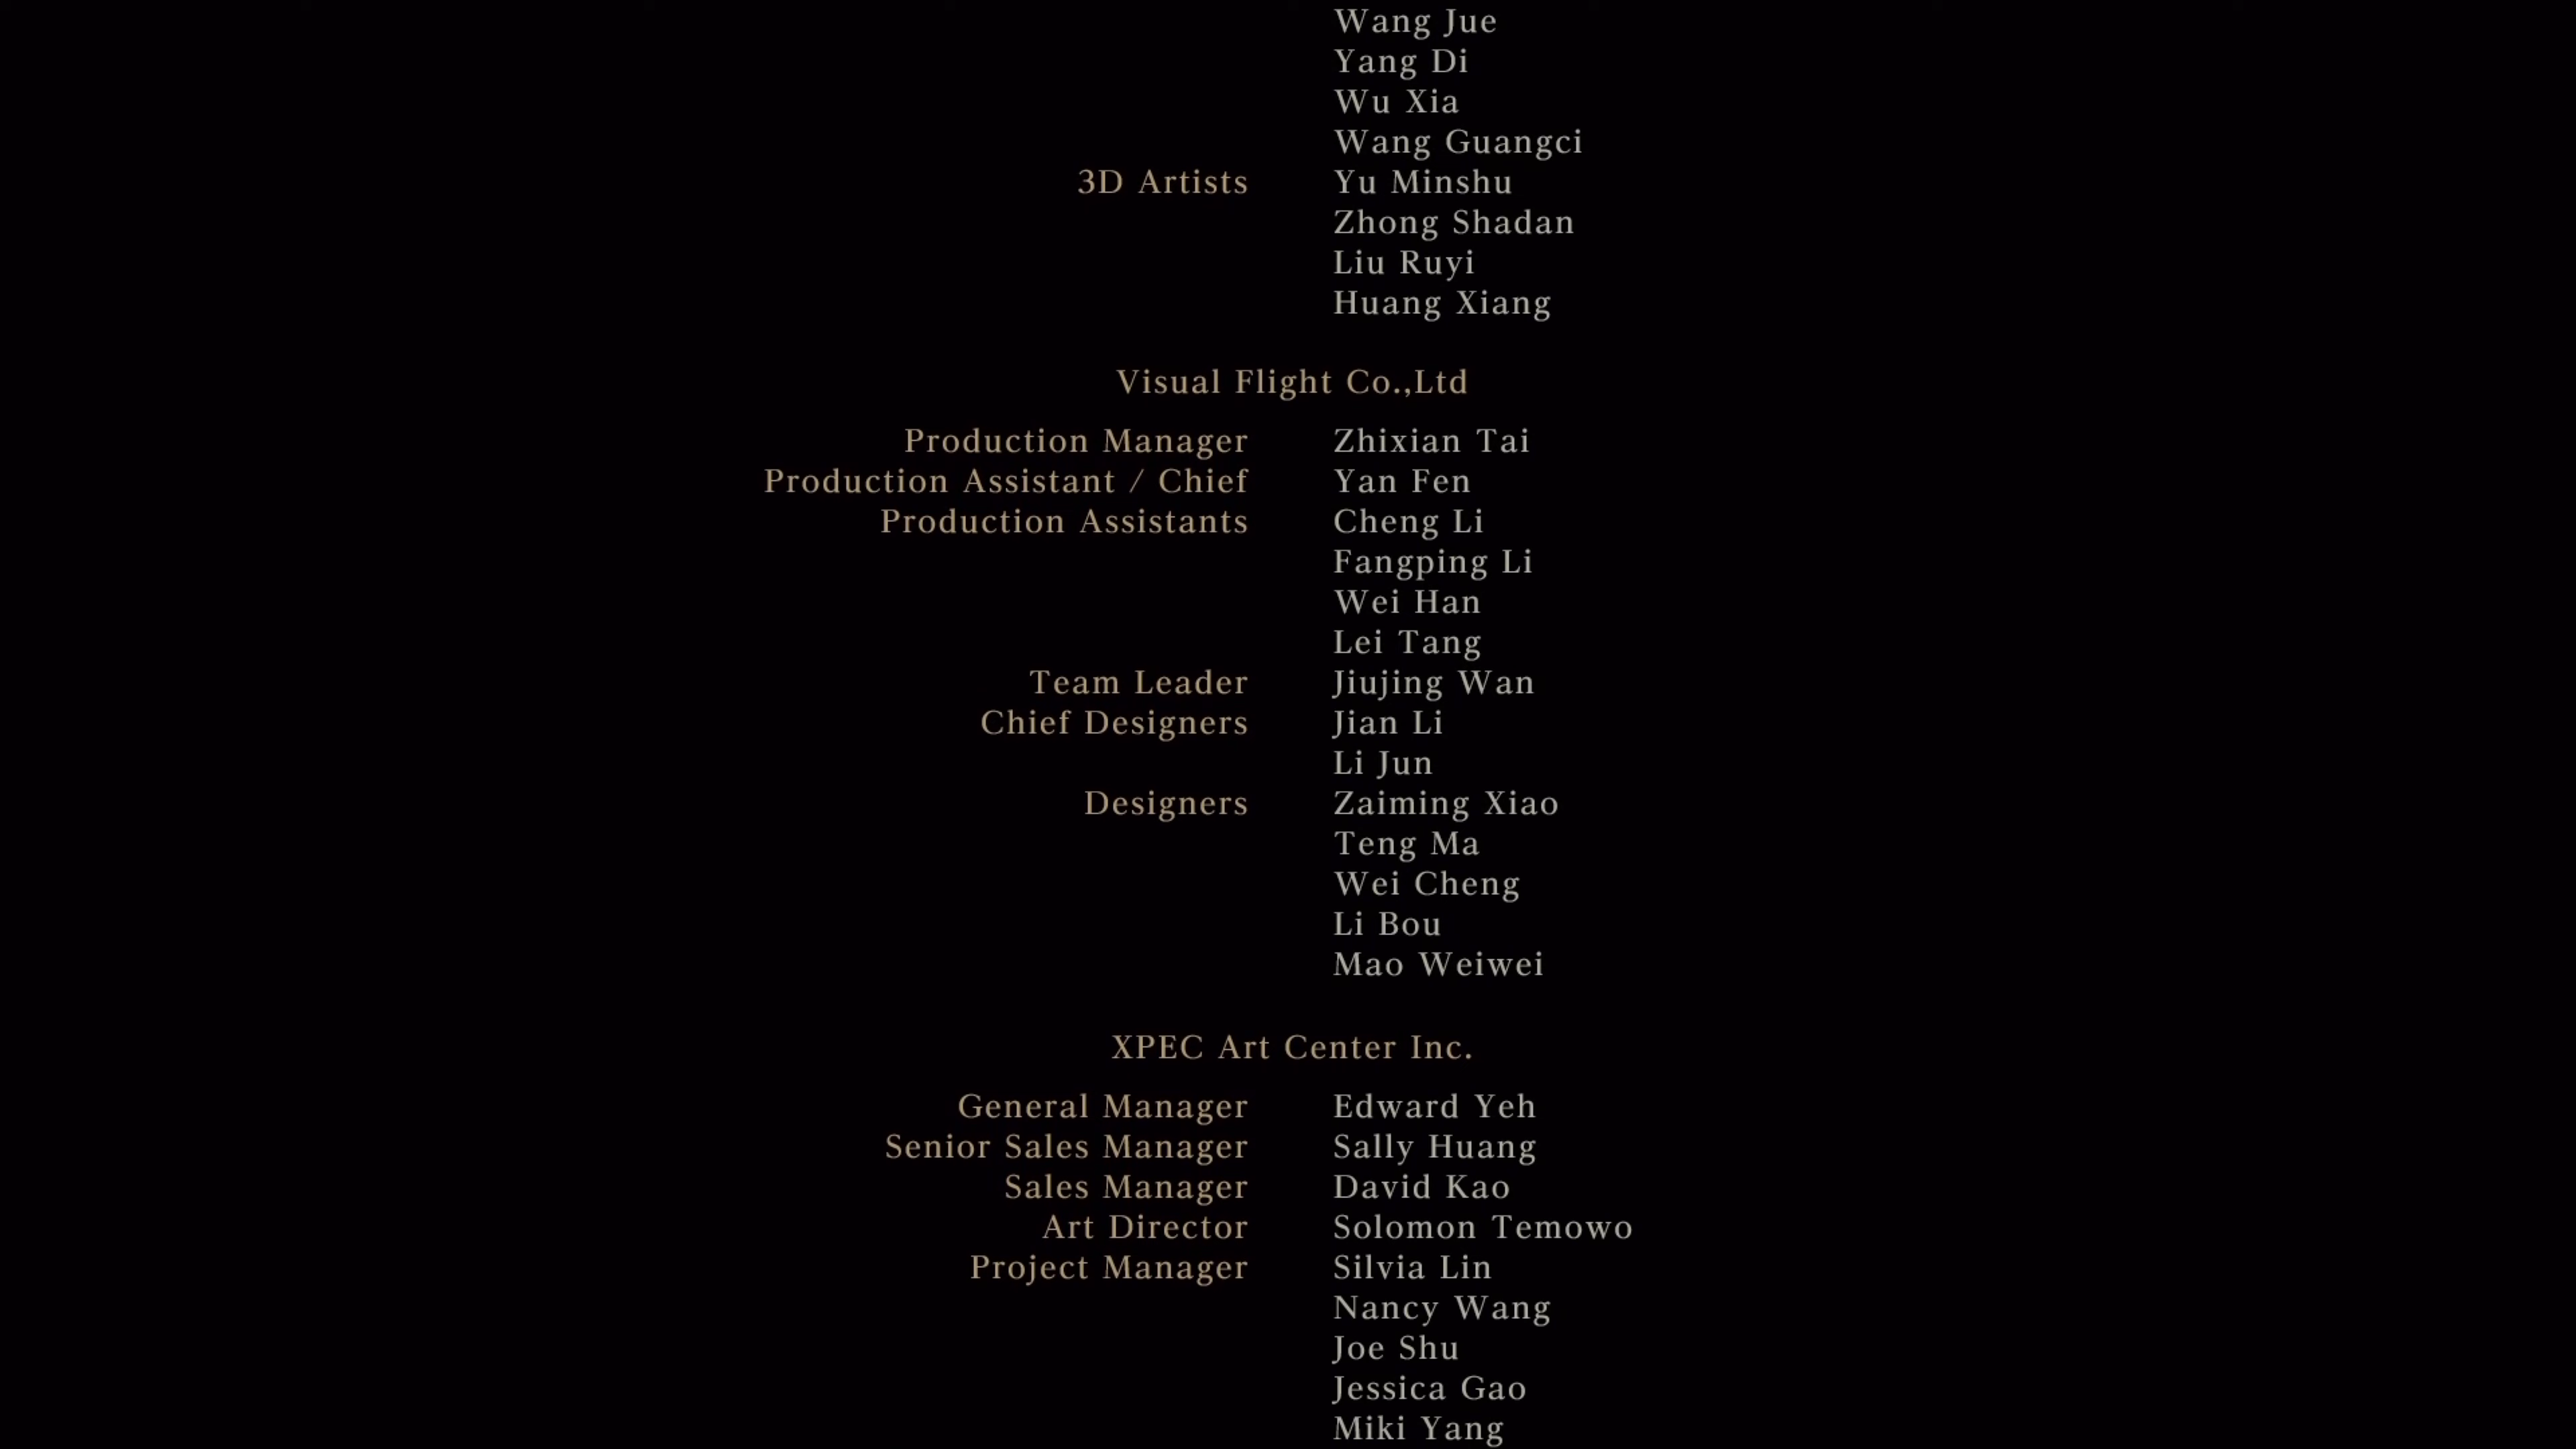 Wang Jue
Yang Di
Wu Xia
Wang Guangci
3D Artists Yu Minshu
Zhong Shadan
Liu Ruyi
Huang Xiang
Visual Flight Co.,Ltd
Production Manager Zhixian Tai
Production Assistant / Chief Yan Fen
Production Assistants Cheng Li
Fangping Li
Wei Han
Lei Tang
Team Leader Jiujing Wan
Chief Designers Jian Li
Li Jun
Designers Zaiming Xiao
Teng Ma
Wei Cheng
Li Bou
Mao Weiwei
XPEC Art Center Inc.
General Manager Edward Yeh
Senior Sales Manager Sally Huang
Sales Manager David Kao
Art Director Solomon Temowo
Project Manager Silvia Lin
Nancy Wang
Joe Shu
Jessica Gao
Miki Yang